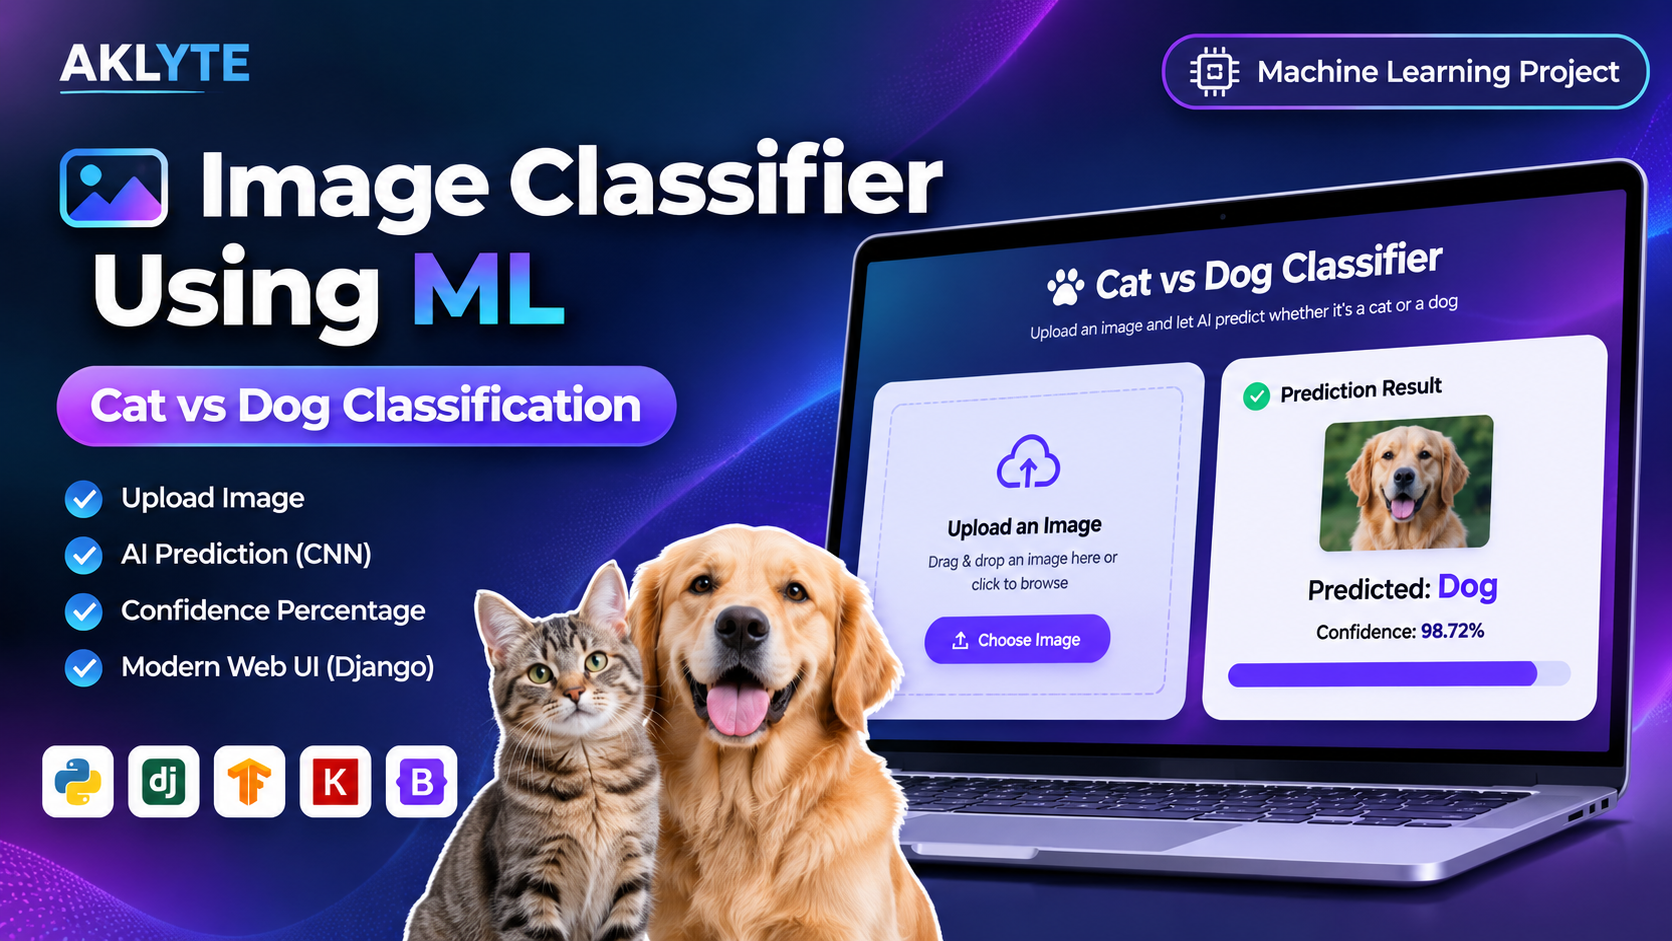 AKLYTE
Machine Learning Project
Image Classifier
Using ML
Cat vs Dog Classification
Upload Image
AI Prediction (CNN)
Confidence Percentage
Modern Web UI (Django)
dj
K
B
Cat vs Dog Classifier
Upload an image and let AI predict whether it's a cat or a dog
Upload an Image
Drag & drop an image here or
click to browse
Choose Image
Prediction Result
Predicted: Dog
Confidence: 98.72%